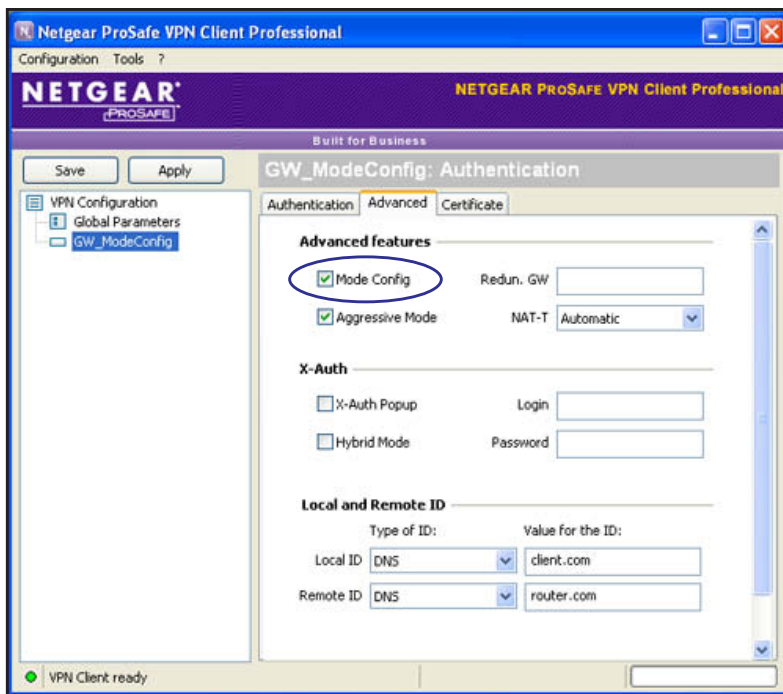 Netgear ProSafe VPN Client Professional
Configuration Tools ?
NETGEAR
PROSAFE
NETGEAR PROSAFE VPN Client Professional
Built for Business
Save Apply
GW_ModeConfig: Authentication
VPN Configuration
Global Parameters
GW_ModeConfig
Authentication Advanced Certificate
Advanced features
Mode Config Redun. GW
Aggressive Mode NAT-T Automatic
X-Auth
X-Auth Popup Login
Hybrid Mode Password
Local and Remote ID
Type of ID: Value for the ID:
Local ID DNS client.com
Remote ID DNS router.com
VPN Client ready